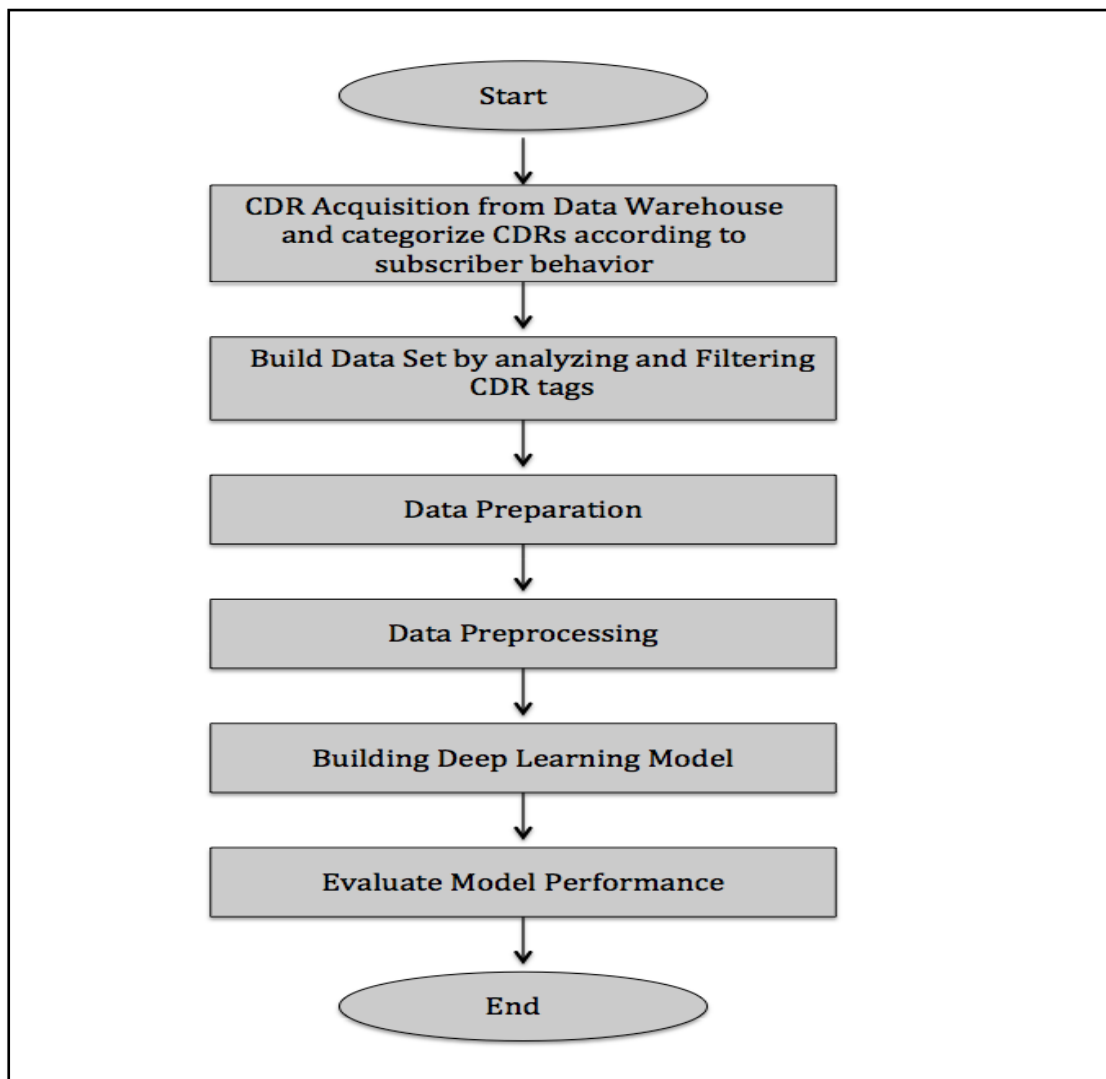 Start
CDR Acquisition from Data Warehouse
and categorize CDRs according to
subscriber behavior
Build Data Set by analyzing and Filtering
CDR tags
Data Preparation
Data Preprocessing
Building Deep Learning Model
Evaluate Model Performance
End